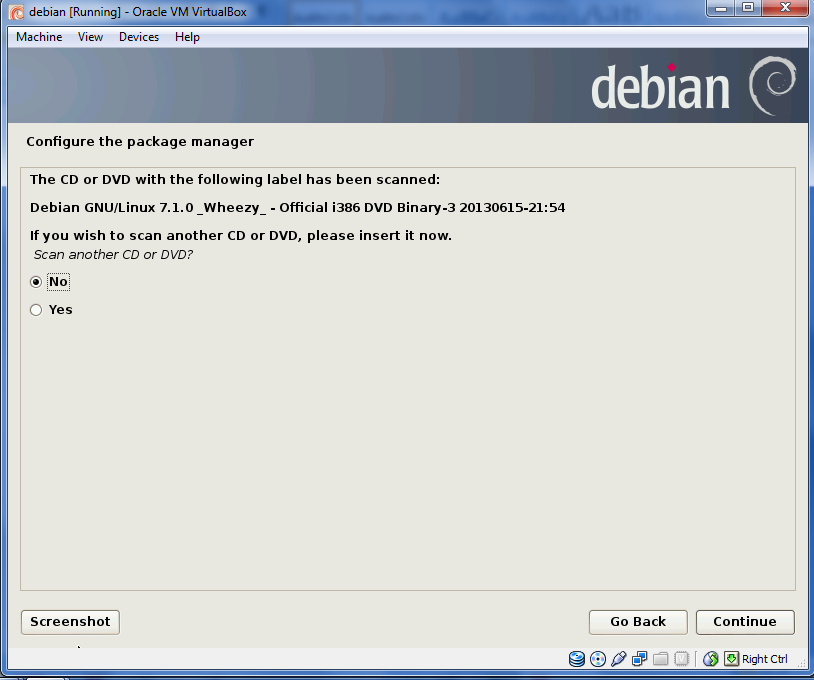 debian [Running] - Oracle VM VirtualBox
Machine View Devices Help
debian
Configure the package manager
The CD or DVD with the following label has been scanned:
Debian GNU/Linux 7.1.0 _Wheezy_ - Official i386 DVD Binary-3 20130615-21:54
If you wish to scan another CD or DVD, please insert it now.
Scan another CD or DVD?
No
Yes
Screenshot Go Back Continue
Right Ctrl